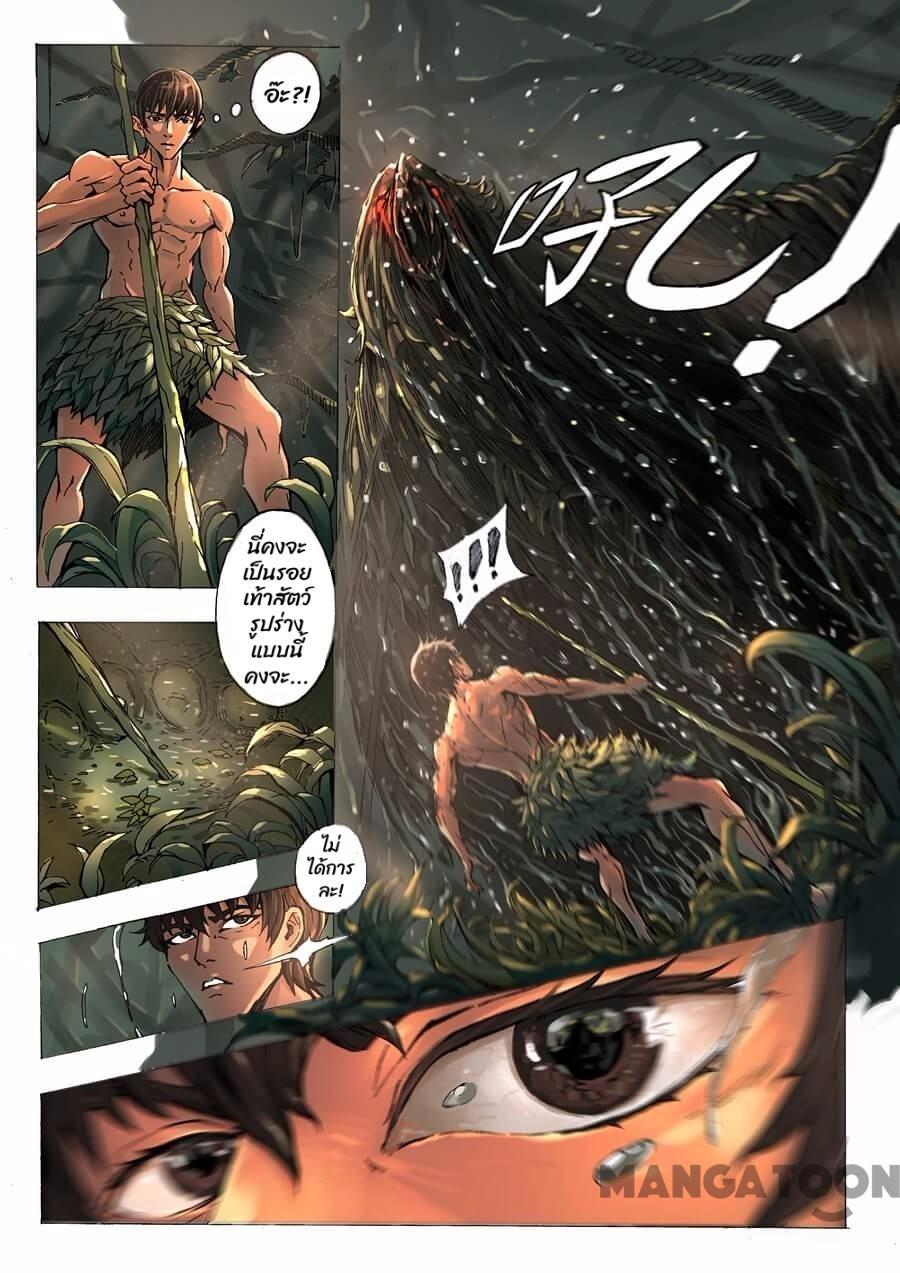 อ๊ะ?!
吼!
นี่คงจะ
เป็นรอย
เท้าสัตว์
รูปร่าง
แบบนี้
คงจะ...
!!!
ไม่
ได้การ
ละ!
MANGATOON